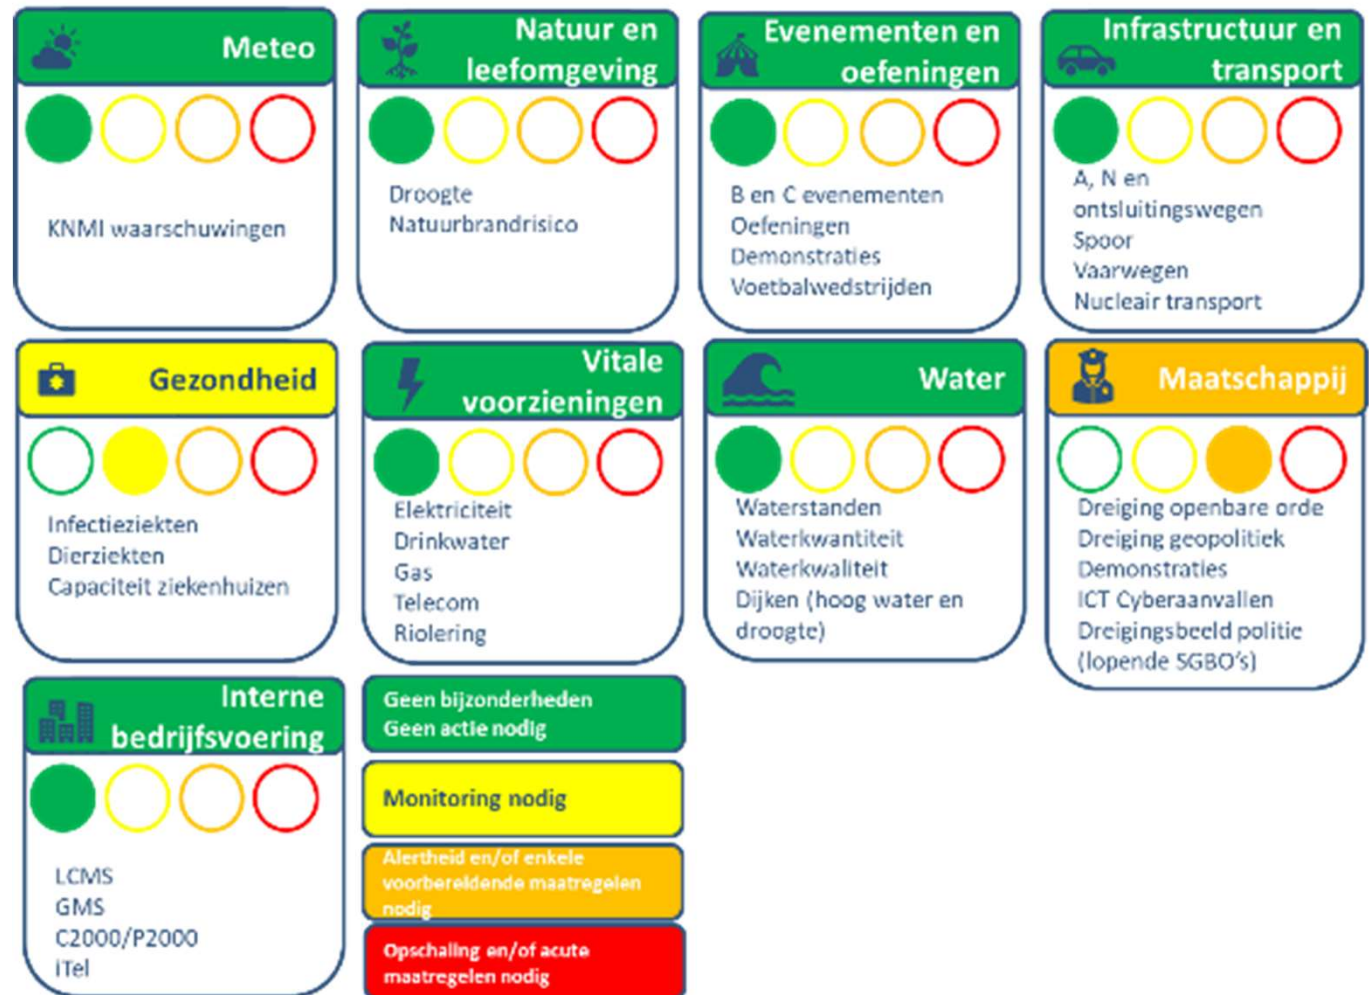 Meteo
KNMI waarschuwingen
Natuur en
leefomgeving
Droogte
Natuurbrandrisico
Evenementen en
oefeningen
B en C evenementen
Oefeningen
Demonstraties
Voetbalwedstrijden
Infrastructuur en
transport
A, N en
ontsluitingswegen
Spoor
Vaarwegen
Nucleair transport
Gezondheid
Infectieziekten
Dierziekten
Capaciteit ziekenhuizen
Vitale
voorzieningen
Elektriciteit
Drinkwater
Gas
Telecom
Riolering
Water
Waterstanden
Waterkwantiteit
Waterkwaliteit
Dijken (hoog water en
droogte)
Maatschappij
Dreiging openbare orde
Dreiging geopolitiek
Demonstraties
ICT Cyberaanvallen
Dreigingsbeeld politie
(lopende SGBO's)
Interne
bedrijfsvoering
LCMS
GMS
C2000/P2000
iTel
Geen bijzonderheden
Geen actie nodig
Monitoring nodig
Alertheid en/of enkele
voorbereidende maatregelen
nodig
Opschaling en/of acute
maatregelen nodig